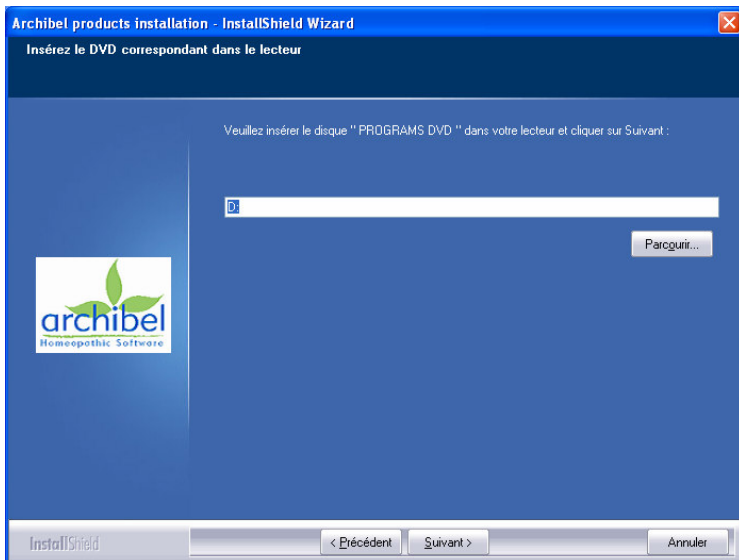 Archibel products installation - InstallShield Wizard
Insérez le DVD correspondant dans le lecteur
Veuillez insérer le disque " PROGRAMS DVD " dans votre lecteur et cliquer sur Suivant :
D:
Parcourir...
archibel
Homeopathic Software
InstallShield
< Précédent
Suivant >
Annuler